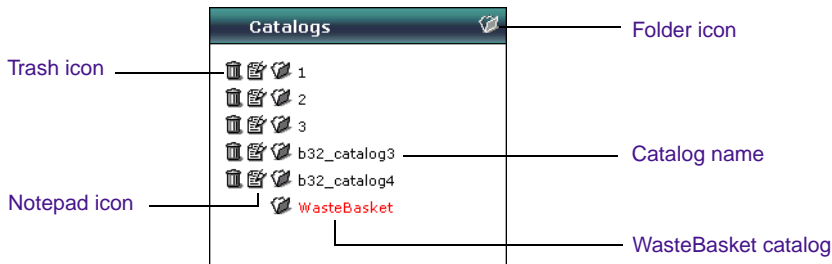 Catalogs
Folder icon
Trash icon
1
2
3
b32_catalog3
Catalog name
b32_catalog4
Notepad icon
WasteBasket
WasteBasket catalog